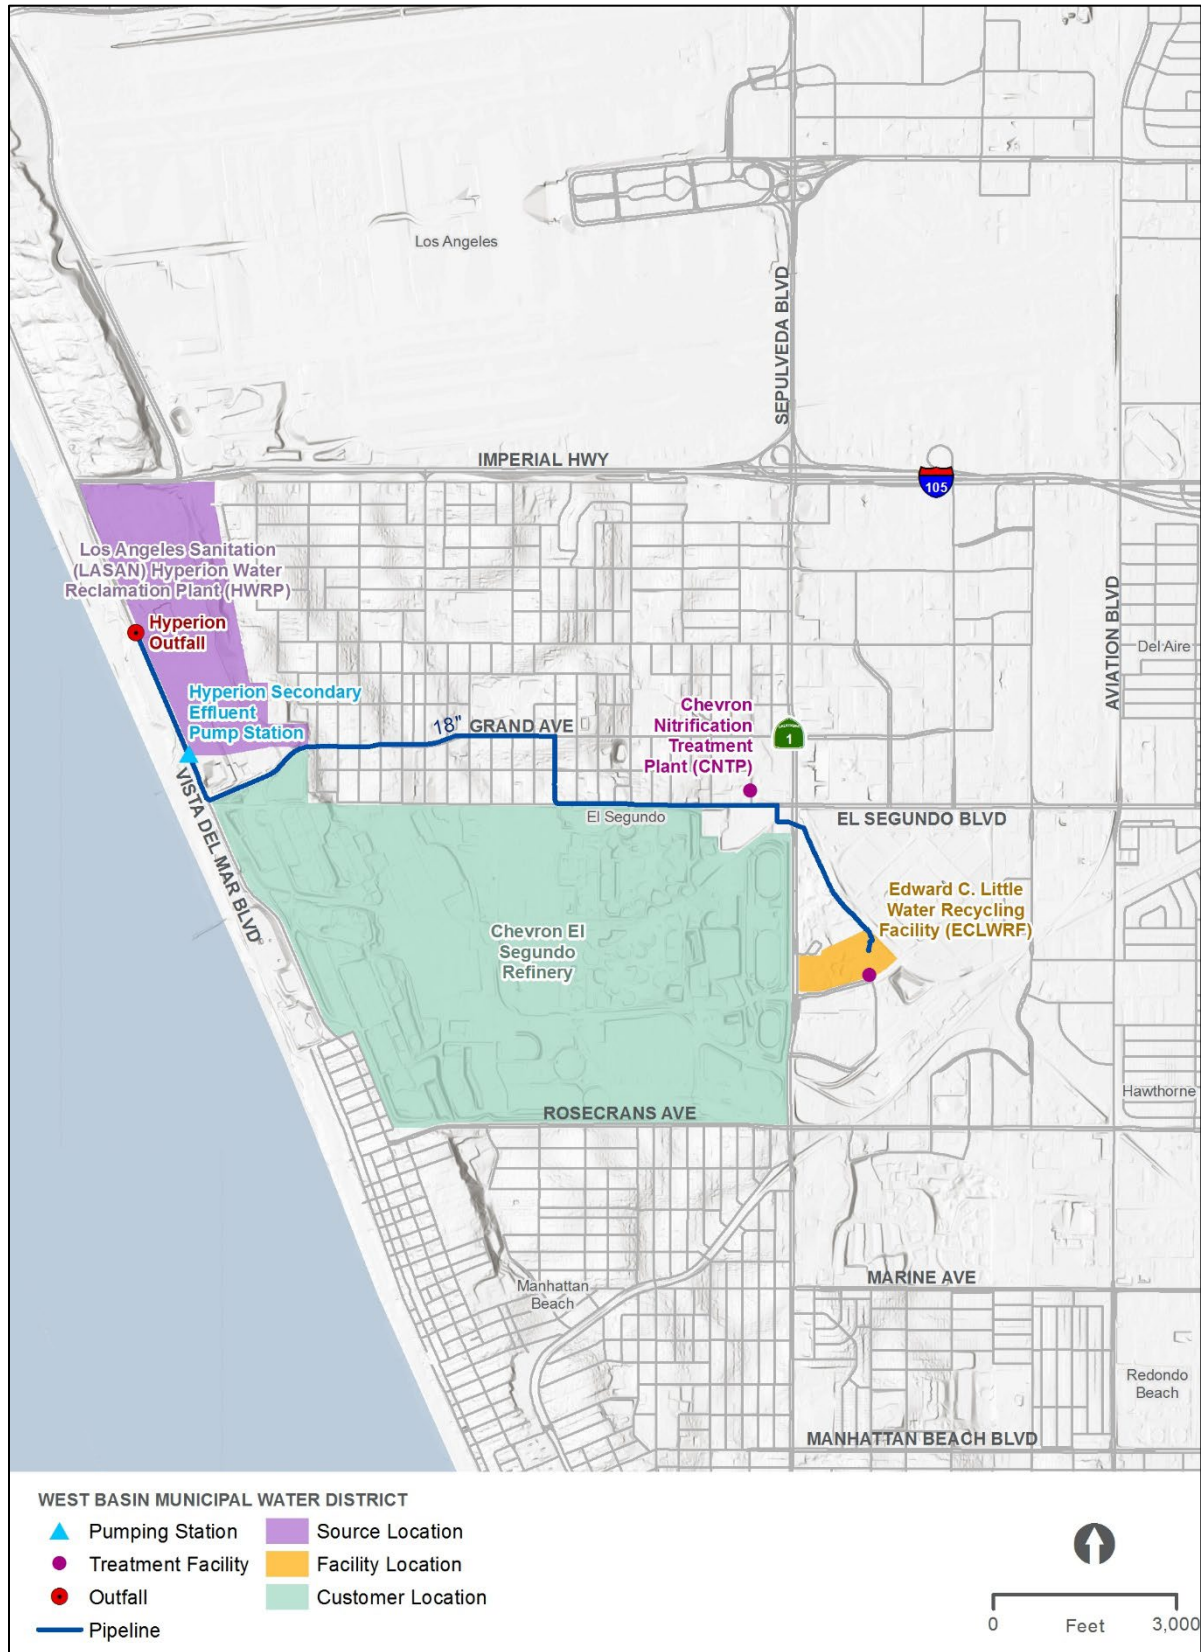 Los Angeles
SEPULVEDA BLVD
IMPERIAL HWY
105
Los Angeles Sanitation
(LASAN) Hyperion Water
Reclamation Plant (HWRP)
Hyperion
Outfall
AVIATION BLVD
Del Aire
Hyperion Secondary
Effluent
Pump Station
18"
GRAND AVE
Chevron
Nitrification
Treatment
Plant (CNTP)
1
VISTA DEL MAR BLVD
El Segundo
EL SEGUNDO BLVD
Edward C. Little
Water Recycling
Facility (ECLWRF)
Chevron El
Segundo
Refinery
Hawthorne
ROSECRANS AVE
Manhattan
Beach
MARINE AVE
Redondo
Beach
MANHATTAN BEACH BLVD
WEST BASIN MUNICIPAL WATER DISTRICT
Pumping Station
Treatment Facility
Outfall
Pipeline
Source Location
Facility Location
Customer Location
0 Feet 3,000